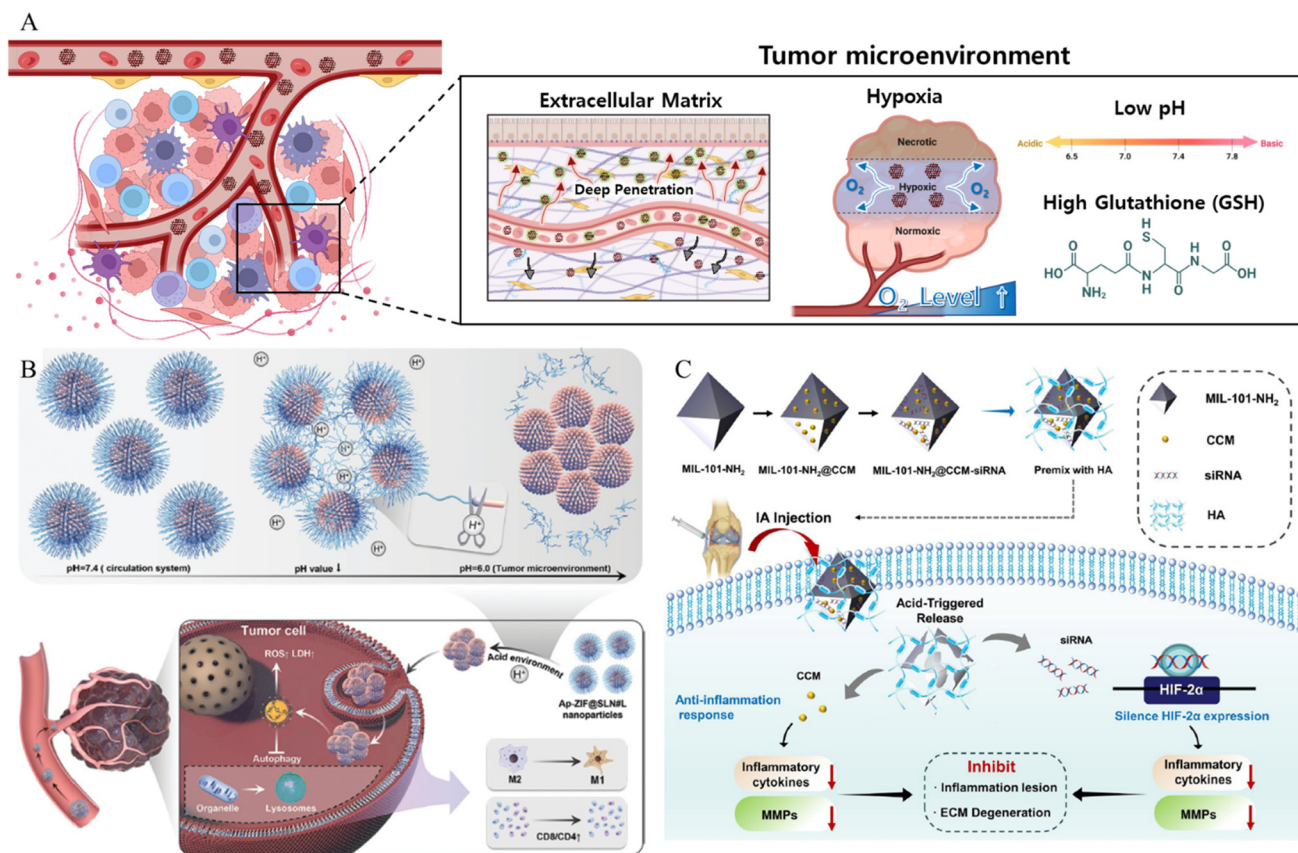 A
Tumor microenvironment
Extracellular Matrix
Deep Penetration
Hypoxia
Necrotic
O₂
Hypoxic
O₂
Normoxic
O₂ Level ↑
Low pH
Acidic
Basic
6.5 7.0 7.4 7.8
High Glutathione (GSH)
SH
O
O
H
N
O
HO
OH
NH₂
N
H
O
B
H⁺
H⁺
H⁺
H⁺
H⁺
H⁺
H⁺
H⁺
pH=7.4 ( circulation system)
pH value ↓
pH=6.0 (Tumor microenvironment)
Tumor cell
ROS↑ LDH↑
Autophagy
Organelle
Lysosomes
Acid environment
H⁺
Ap-ZIF@SLN#L
nanoparticles
M2
M1
CD8/CD4↑
C
MIL-101-NH₂
MIL-101-NH₂@CCM
MIL-101-NH₂@CCM-siRNA
Premix with HA
MIL-101-NH₂
CCM
siRNA
HA
IA Injection
Acid-Triggered
Release
siRNA
CCM
Anti-inflammation
response
HIF-2α
Silence HIF-2α expression
Inflammatory
cytokines
MMPs
Inhibit
· Inflammation lesion
· ECM Degeneration
Inflammatory
cytokines
MMPs